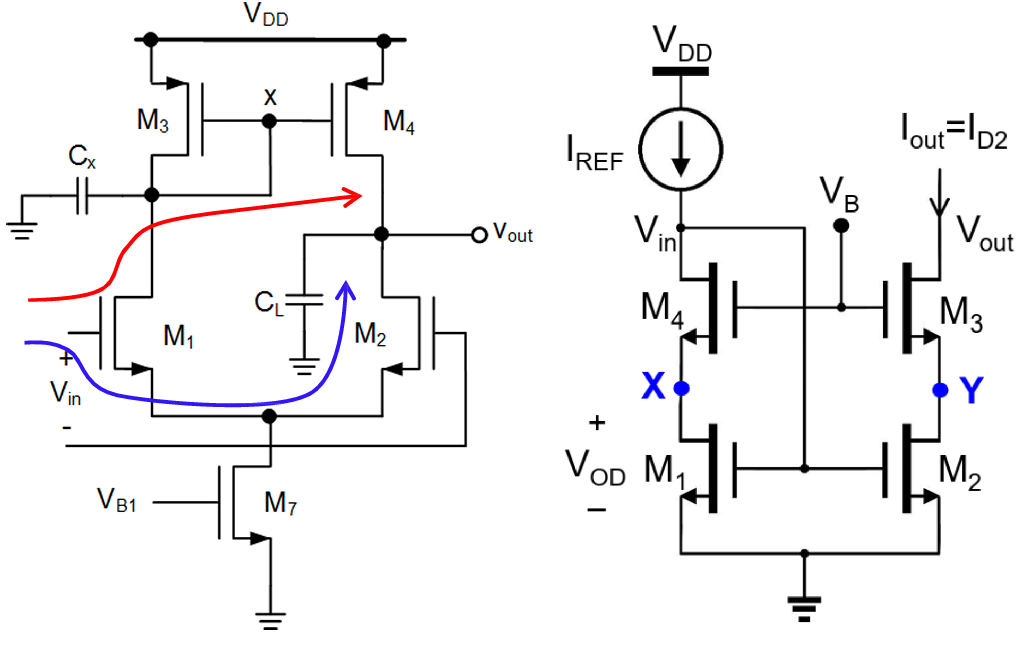 VDD
M3
x
M4
Cx
vout
CL
M1
M2
+
Vin
-
VB1
M7
VDD
IREF
Iout=ID2
VB
Vin
Vout
M4
M3
X
Y
+
VOD
–
M1
M2